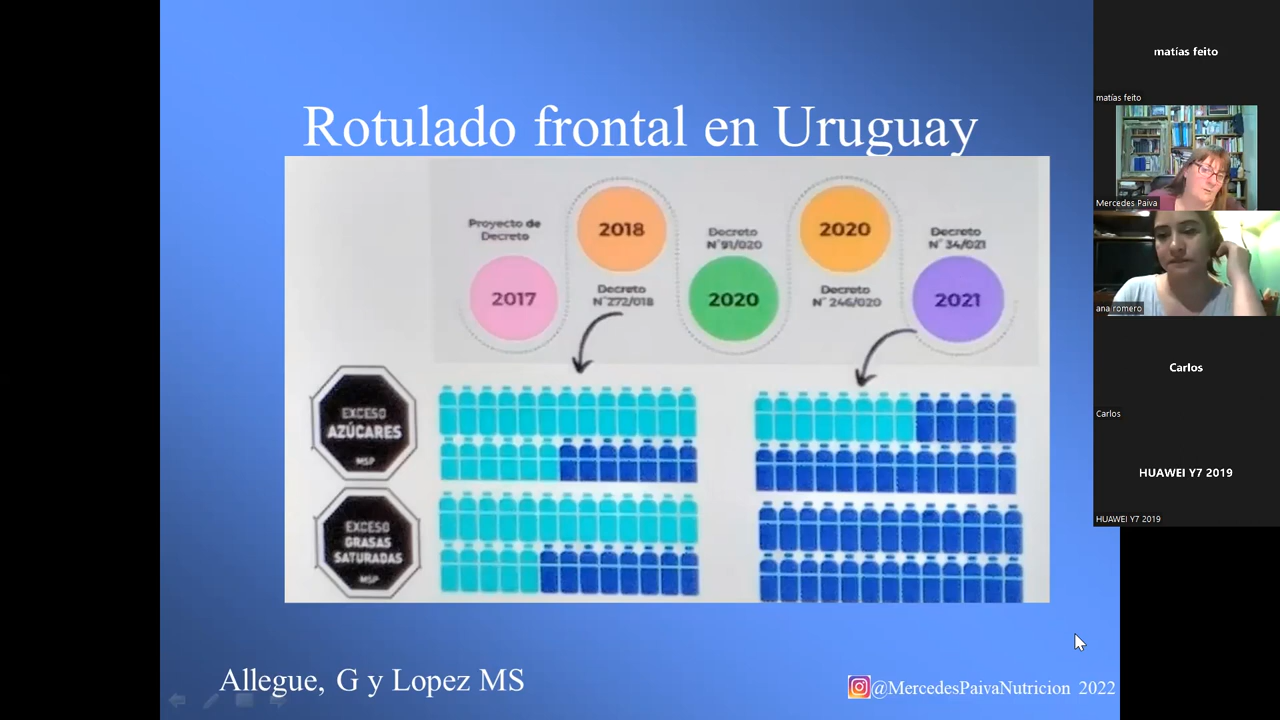 Rotulado frontal en Uruguay
Proyecto de
Decreto
2017
2018
Decreto
N°272/018
Decreto
N°91/020
2020
2020
Decreto
N° 246/020
Decreto
N° 34/021
2021
EXCESO
AZÚCARES
MSP
EXCESO
GRASAS
SATURADAS
MSP
Allegue, G y Lopez MS
@MercedesPaivaNutricion 2022
matías feito
matías feito
Mercedes Paiva
ana romero
Carlos
Carlos
HUAWEI Y7 2019
HUAWEI Y7 2019